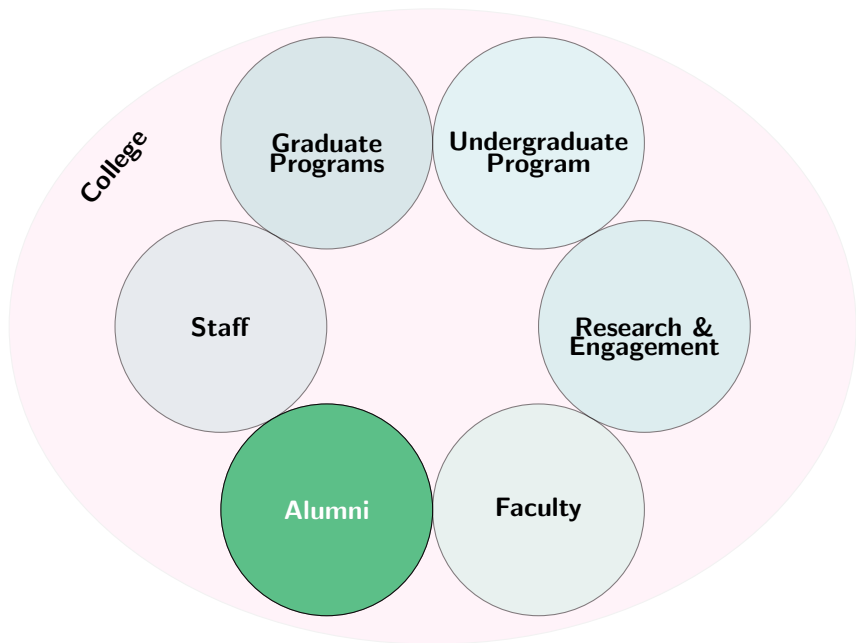 College
Graduate
Programs
Undergraduate
Program
Staff
Research &
Engagement
Alumni
Faculty